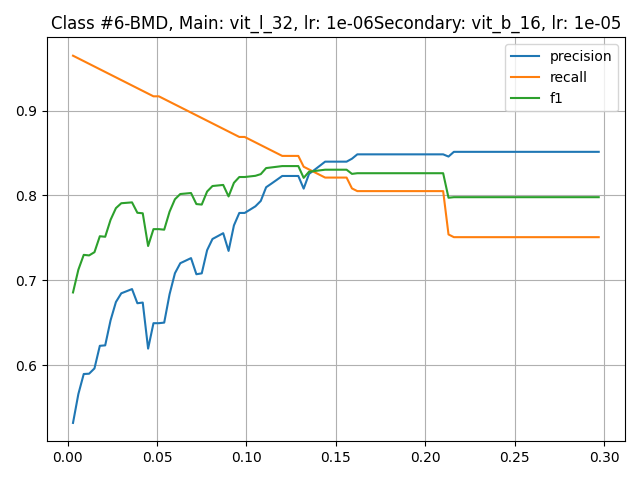 Class #6-BMD, Main: vit_l_32, lr: 1e-06Secondary: vit_b_16, lr: 1e-05
precision
recall
f1
0.9
0.8
0.7
0.6
0.00 0.05 0.10 0.15 0.20 0.25 0.30